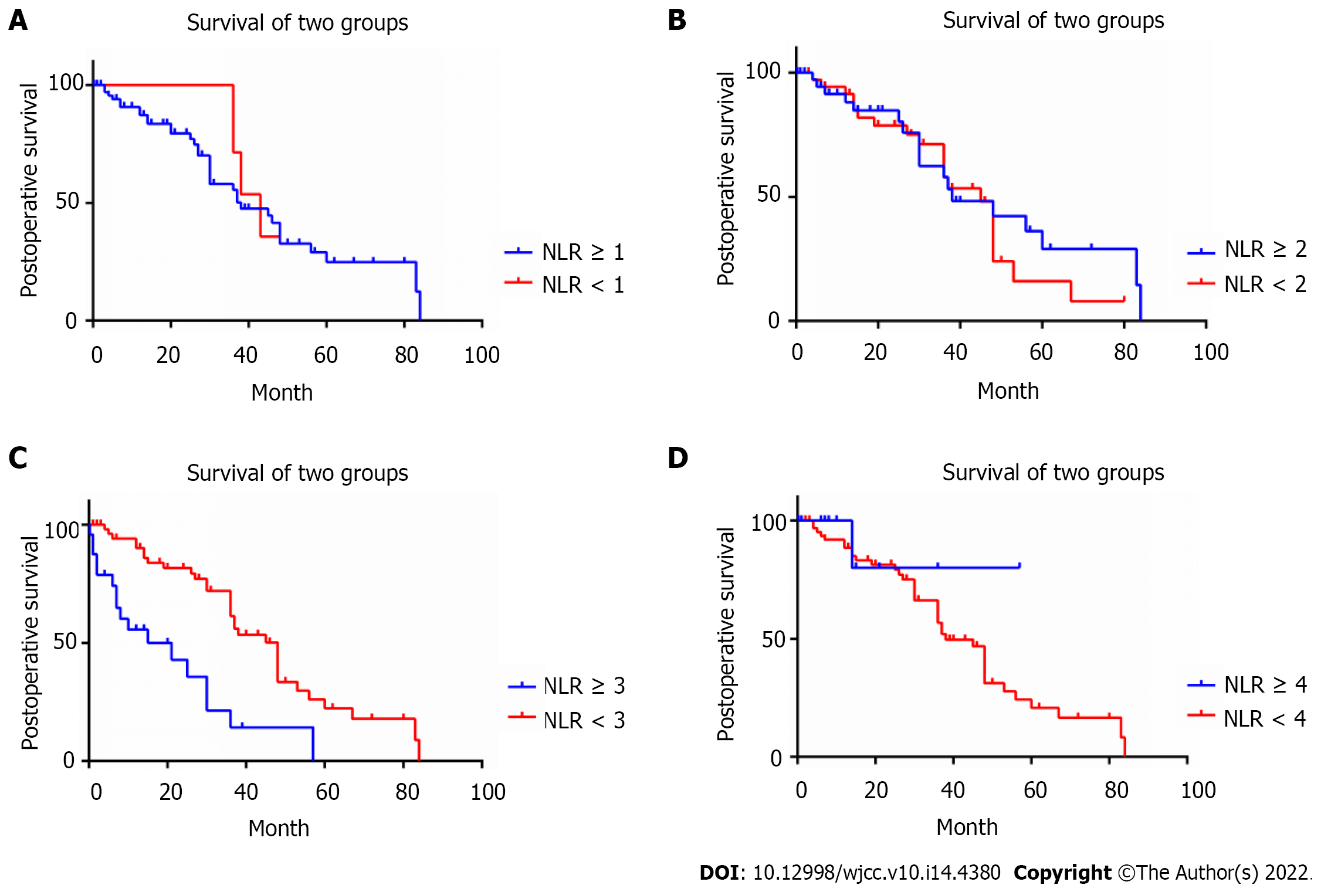 A
Survival of two groups
Postoperative survival
100
50
0
0 20 40 60 80 100
Month
NLR ≥ 1
NLR < 1
B
Survival of two groups
Postoperative survival
100
50
0
0 20 40 60 80 100
Month
NLR ≥ 2
NLR < 2
C
Survival of two groups
Postoperative survival
100
50
0
0 20 40 60 80 100
Month
NLR ≥ 3
NLR < 3
D
Survival of two groups
Postoperative survival
100
50
0
0 20 40 60 80 100
Month
NLR ≥ 4
NLR < 4
DOI: 10.12998/wjcc.v10.i14.4380 Copyright ©The Author(s) 2022.